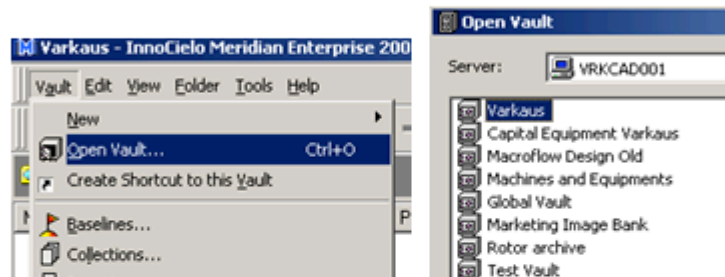 Varkaus - InnoCielo Meridian Enterprise 200
Vault Edit View Folder Tools Help
New
Open Vault... Ctrl+O
Create Shortcut to this Vault
P
Baselines...
Collections...
Open Vault
Server: VRKCAD001
Varkaus
Capital Equipment Varkaus
Macroflow Design Old
Machines and Equipments
Global Vault
Marketing Image Bank
Rotor archive
Test Vault